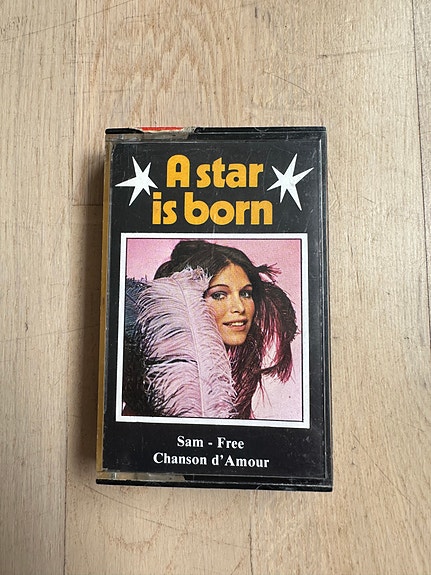 A star
is born
Sam - Free
Chanson d'Amour